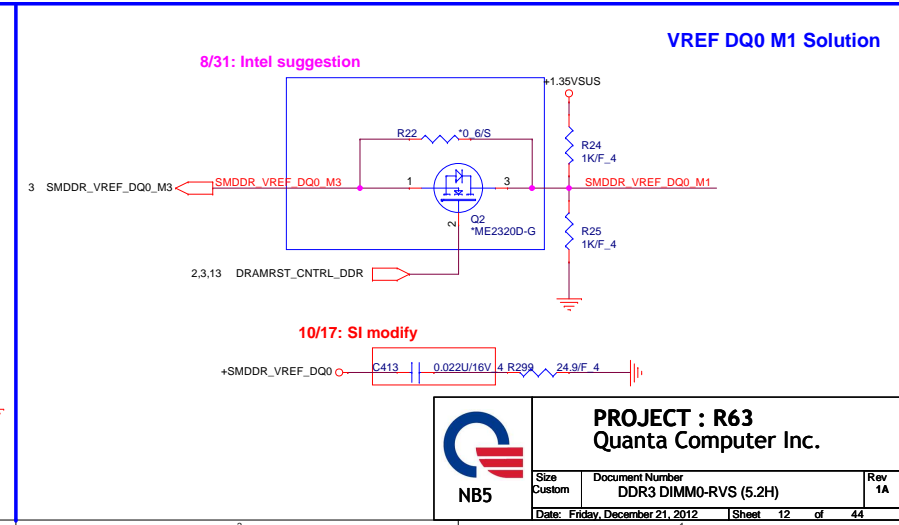 VREF DQ0 M1 Solution
8/31: Intel suggestion
+1.35VSUS
R22 *0_6/S
R24
1K/F_4
3 SMDDR_VREF_DQ0_M3 SMDDR_VREF_DQ0_M3 1 3 SMDDR_VREF_DQ0_M1
2
Q2
*ME2320D-G
R25
1K/F_4
2,3,13 DRAMRST_CNTRL_DDR
10/17: SI modify
+SMDDR_VREF_DQ0 C413 0.022U/16V_4 R299 24.9/F_4
NB5
PROJECT : R63
Quanta Computer Inc.
Size Document Number Rev
Custom DDR3 DIMM0-RVS (5.2H) 1A
Date: Friday, December 21, 2012 Sheet 12 of 44